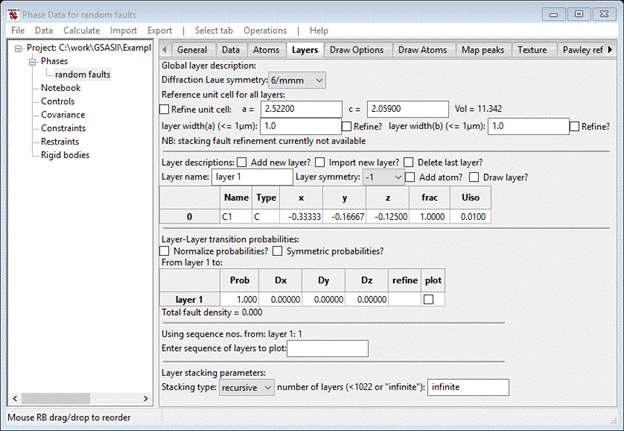 Phase Data for random faults
File Data Calculate Import Export | Select tab Operations | Help
Project: C:\work\GSASII\Exampl
Phases
random faults
Notebook
Controls
Covariance
Constraints
Restraints
Rigid bodies
General Data Atoms Layers Draw Options Draw Atoms Map peaks Texture Pawley ref
Global layer description:
Diffraction Laue symmetry: 6/mmm
Reference unit cell for all layers:
Refine unit cell: a = 2.52200 c = 2.05900 Vol = 11.342
layer width(a) (<= 1μm): 1.0 Refine? layer width(b) (<= 1μm): 1.0 Refine?
NB: stacking fault refinement currently not available
Layer descriptions: Add new layer? Import new layer? Delete last layer?
Layer name: layer 1 Layer symmetry: -1 Add atom? Draw layer?
Name Type x y z frac Uiso
0 C1 C -0.33333 -0.16667 -0.12500 1.0000 0.0100
Layer-Layer transition probabilities:
Normalize probabilities? Symmetric probabilities?
From layer 1 to:
Prob Dx Dy Dz refine plot
layer 1 1.000 0.00000 0.00000 0.00000
Total fault density = 0.000
Using sequence nos. from: layer 1: 1
Enter sequence of layers to plot:
Layer stacking parameters:
Stacking type: recursive number of layers (<1022 or "infinite"): infinite
Mouse RB drag/drop to reorder